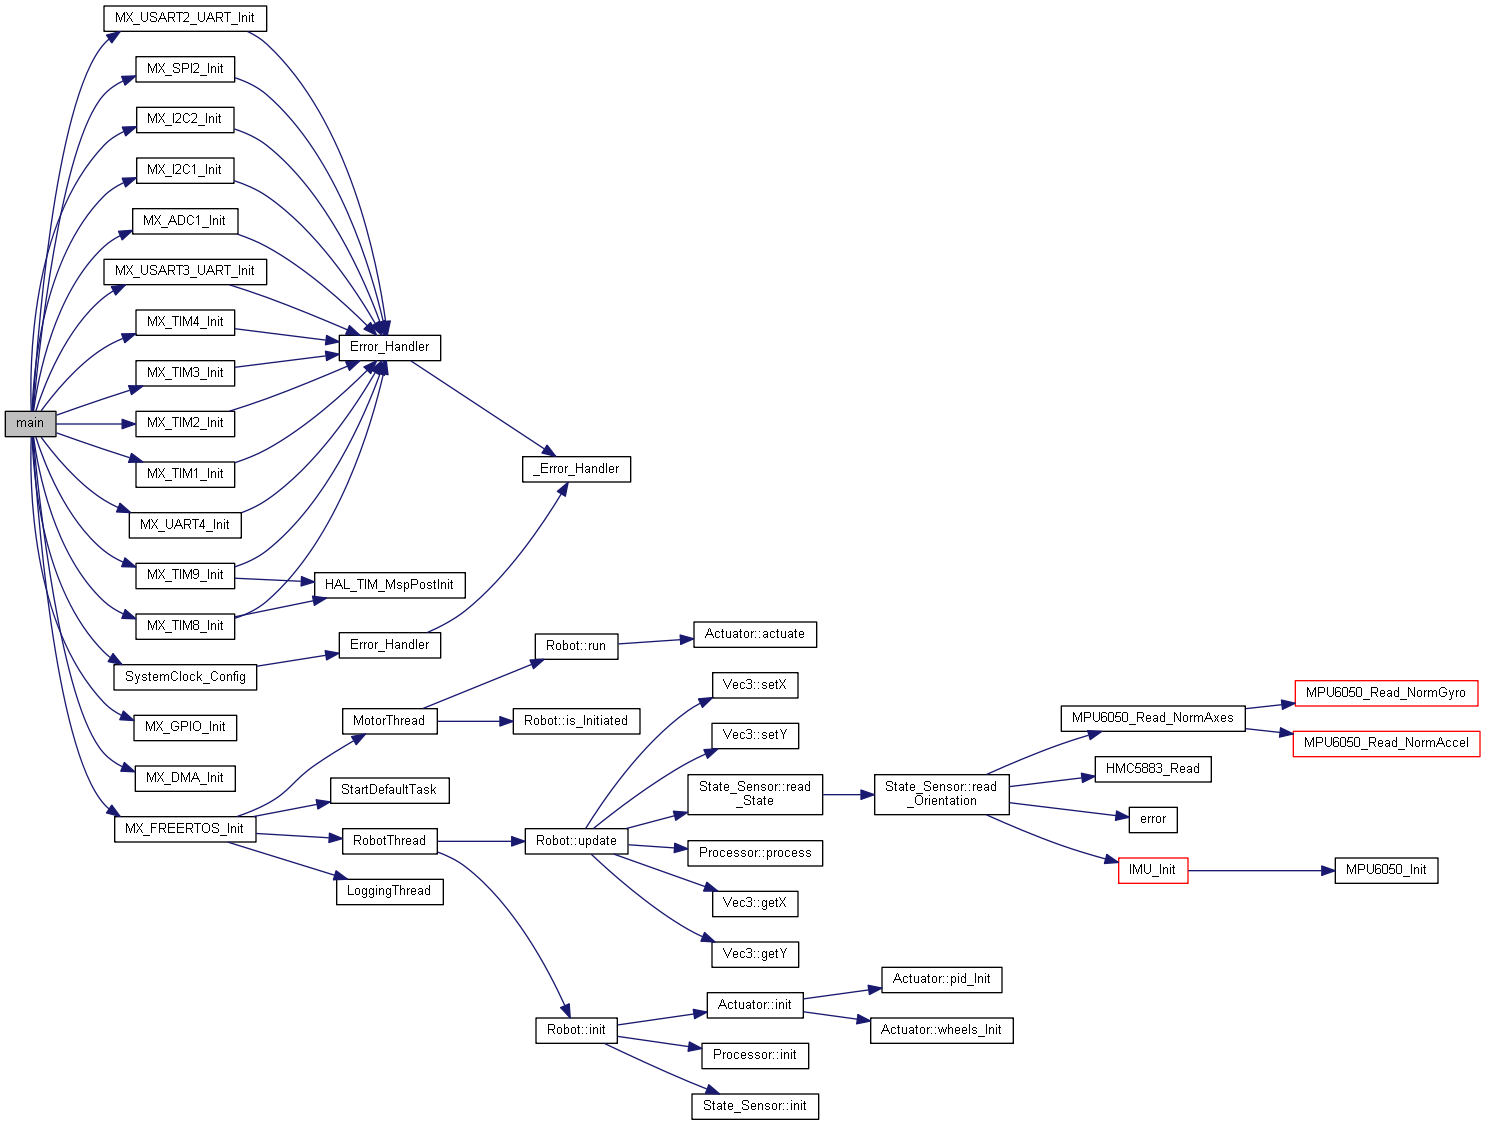 MX_USART2_UART_Init
MX_SPI2_Init
MX_I2C2_Init
MX_I2C1_Init
MX_ADC1_Init
MX_USART3_UART_Init
MX_TIM4_Init
Error_Handler
MX_TIM3_Init
main
MX_TIM2_Init
_Error_Handler
MX_TIM1_Init
MX_UART4_Init
MX_TIM9_Init
HAL_TIM_MspPostInit
MX_TIM8_Init
Error_Handler
SystemClock_Config
MX_GPIO_Init
MX_DMA_Init
MX_FREERTOS_Init
MotorThread
StartDefaultTask
RobotThread
LoggingThread
Robot::run
Actuator::actuate
Robot::is_Initiated
Robot::update
Vec3::setX
Vec3::setY
State_Sensor::read
_State
Processor::process
Vec3::getX
Vec3::getY
State_Sensor::read
_Orientation
MPU6050_Read_NormAxes
MPU6050_Read_NormGyro
MPU6050_Read_NormAccel
HMC5883_Read
error
IMU_Init
MPU6050_Init
Robot::init
Actuator::init
Actuator::pid_Init
Actuator::wheels_Init
Processor::init
State_Sensor::init